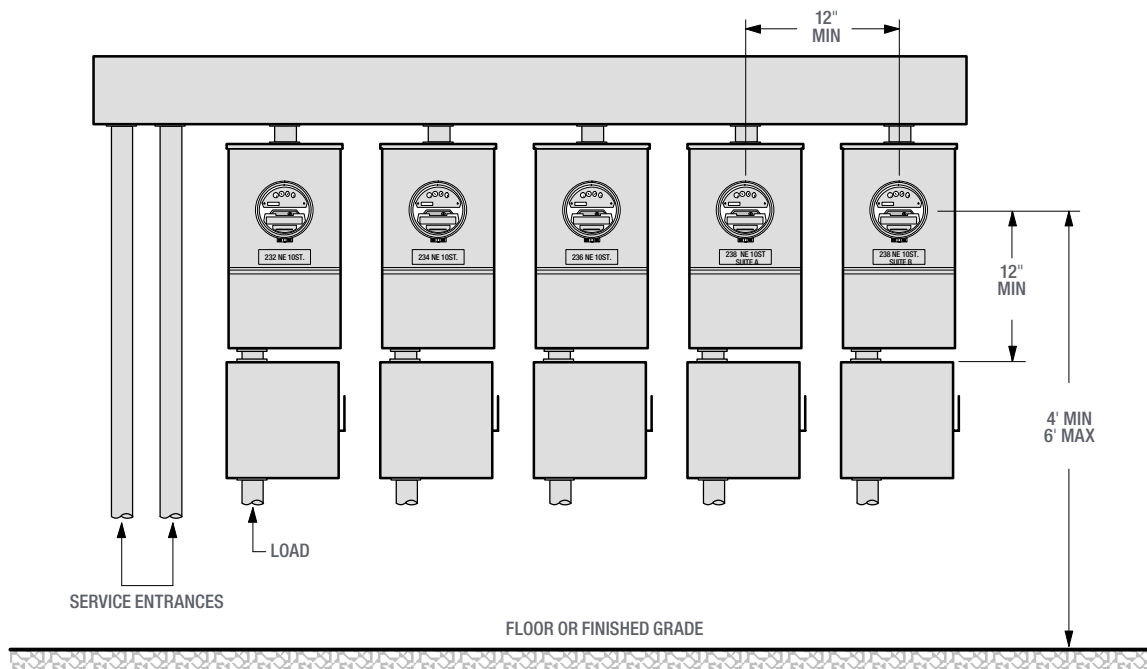 12"
MIN
232 NE 10ST.
234 NE 10ST.
236 NE 10ST.
238 NE 10ST
SUITE A
238 NE 10ST.
SUITE B
12"
MIN
4' MIN
6' MAX
LOAD
SERVICE ENTRANCES
FLOOR OR FINISHED GRADE